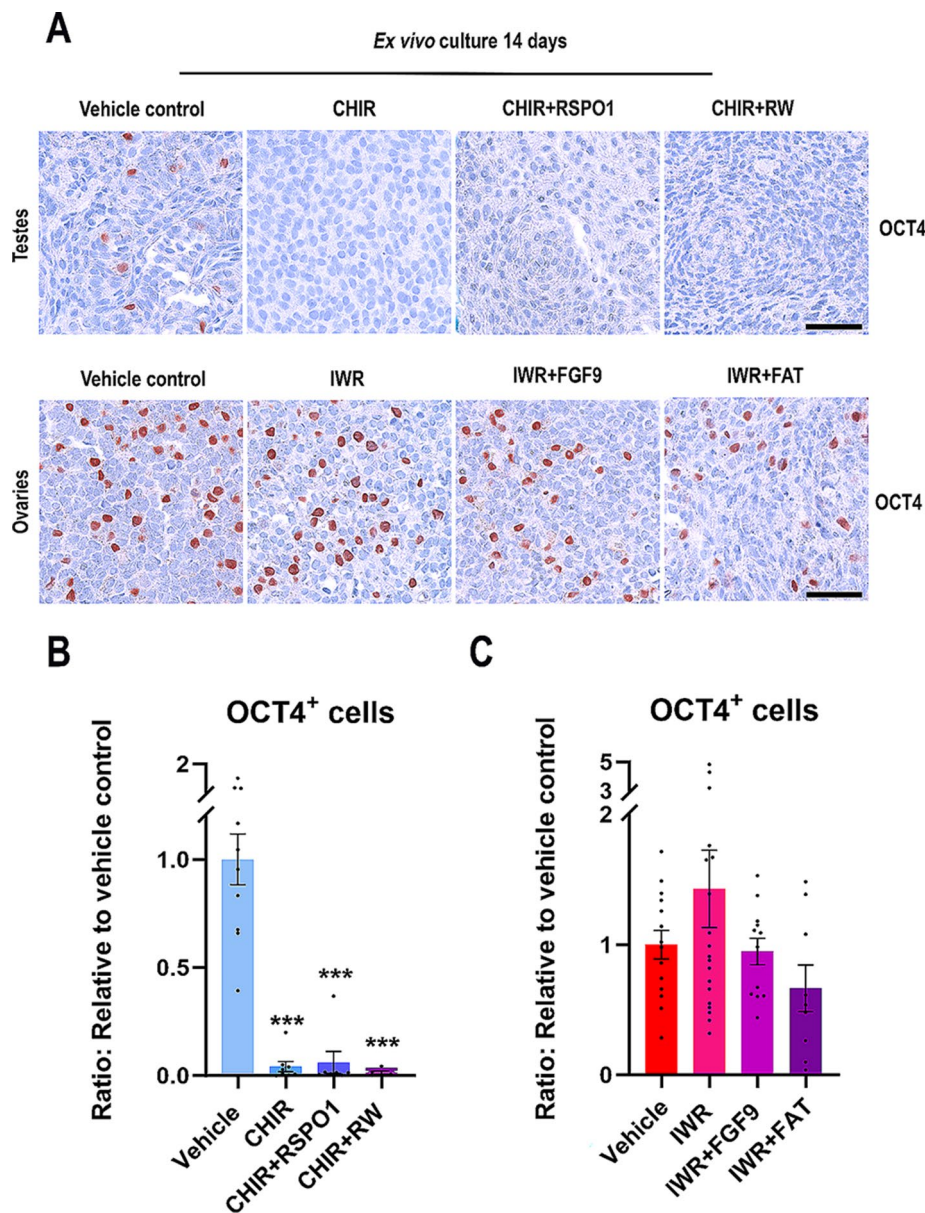 A
Ex vivo culture 14 days
Vehicle control CHIR CHIR+RSPO1 CHIR+RW
Testes
OCT4
Vehicle control IWR IWR+FGF9 IWR+FAT
Ovaries
OCT4
B
OCT4+ cells
Ratio: Relative to vehicle control
2
1.0
0.5
0.0
***
***
***
Vehicle
CHIR
CHIR+RSPO1
CHIR+RW
C
OCT4+ cells
Ratio: Relative to vehicle control
5
3
2
1
0
Vehicle
IWR
IWR+FGF9
IWR+FAT